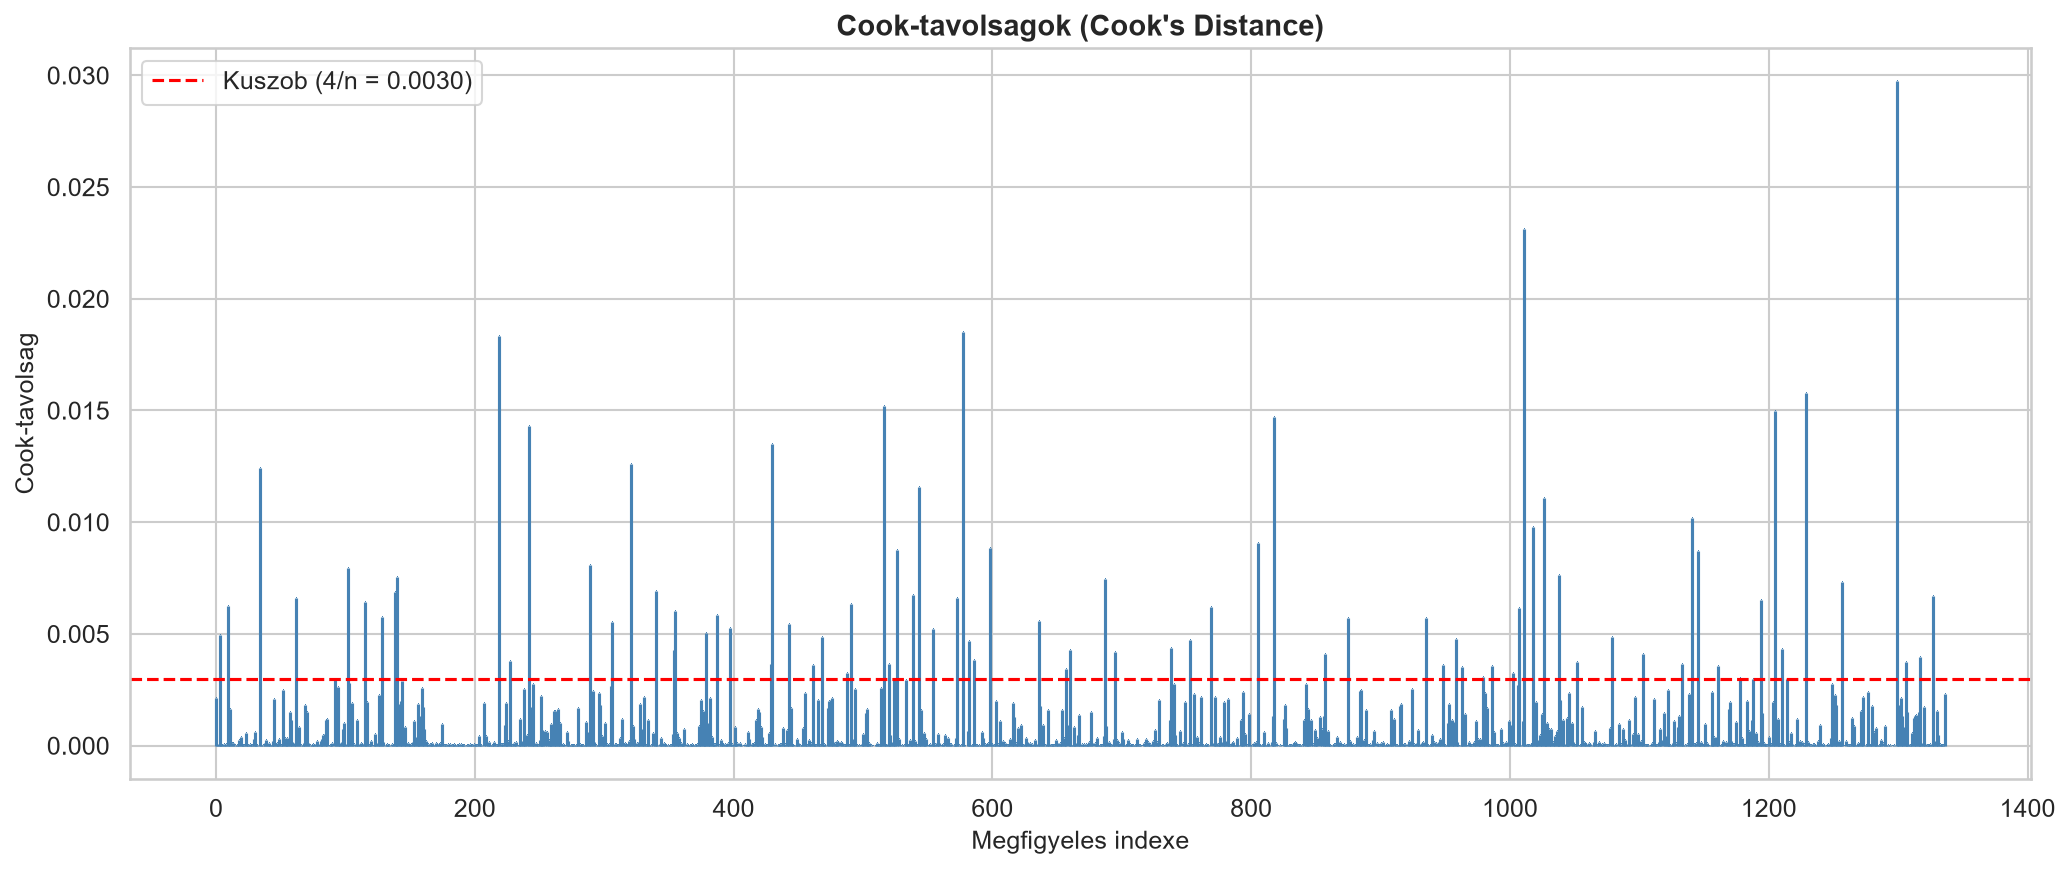 Cook-tavolsagok (Cook's Distance)
Kuszob (4/n = 0.0030)
0.030
0.025
0.020
0.015
0.010
0.005
0.000
Cook-tavolsag
0 200 400 600 800 1000 1200 1400
Megfigyeles indexe